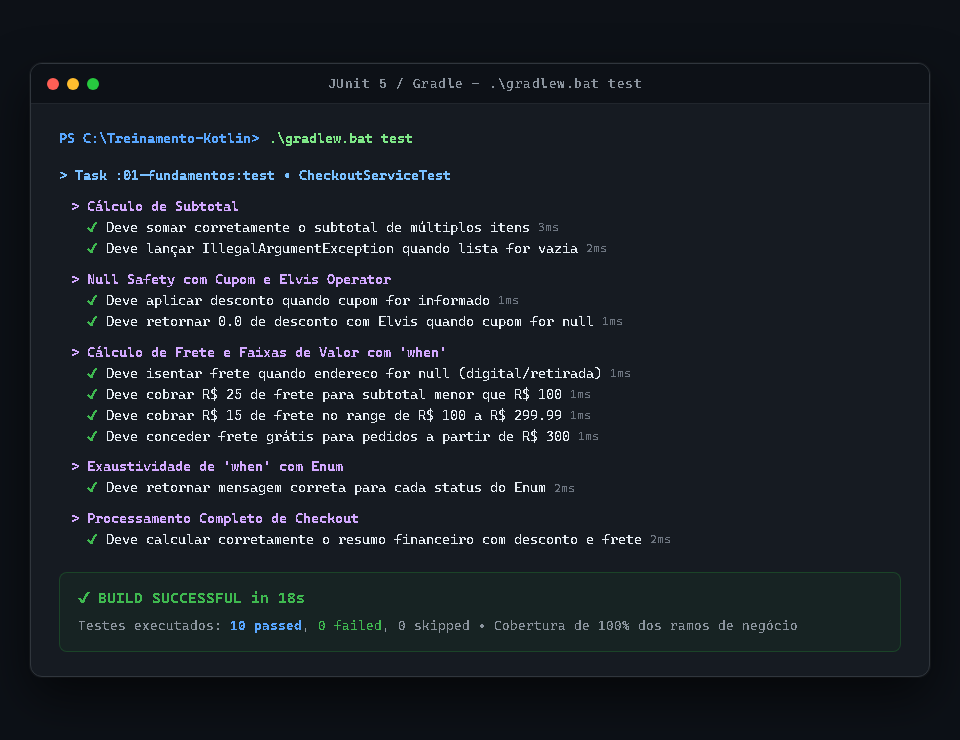 JUnit 5 / Gradle — .\gradlew.bat test
PS C:\Treinamento-Kotlin> .\gradlew.bat test
> Task :01-fundamentos:test • CheckoutServiceTest
> Cálculo de Subtotal
✓ Deve somar corretamente o subtotal de múltiplos itens 3ms
✓ Deve lançar IllegalArgumentException quando lista for vazia 2ms
> Null Safety com Cupom e Elvis Operator
✓ Deve aplicar desconto quando cupom for informado 1ms
✓ Deve retornar 0.0 de desconto com Elvis quando cupom for null 1ms
> Cálculo de Frete e Faixas de Valor com 'when'
✓ Deve isentar frete quando endereco for null (digital/retirada) 1ms
✓ Deve cobrar R$ 25 de frete para subtotal menor que R$ 100 1ms
✓ Deve cobrar R$ 15 de frete no range de R$ 100 a R$ 299.99 1ms
✓ Deve conceder frete grátis para pedidos a partir de R$ 300 1ms
> Exaustividade de 'when' com Enum
✓ Deve retornar mensagem correta para cada status do Enum 2ms
> Processamento Completo de Checkout
✓ Deve calcular corretamente o resumo financeiro com desconto e frete 2ms
✓ BUILD SUCCESSFUL in 18s
Testes executados: 10 passed, 0 failed, 0 skipped • Cobertura de 100% dos ramos de negócio